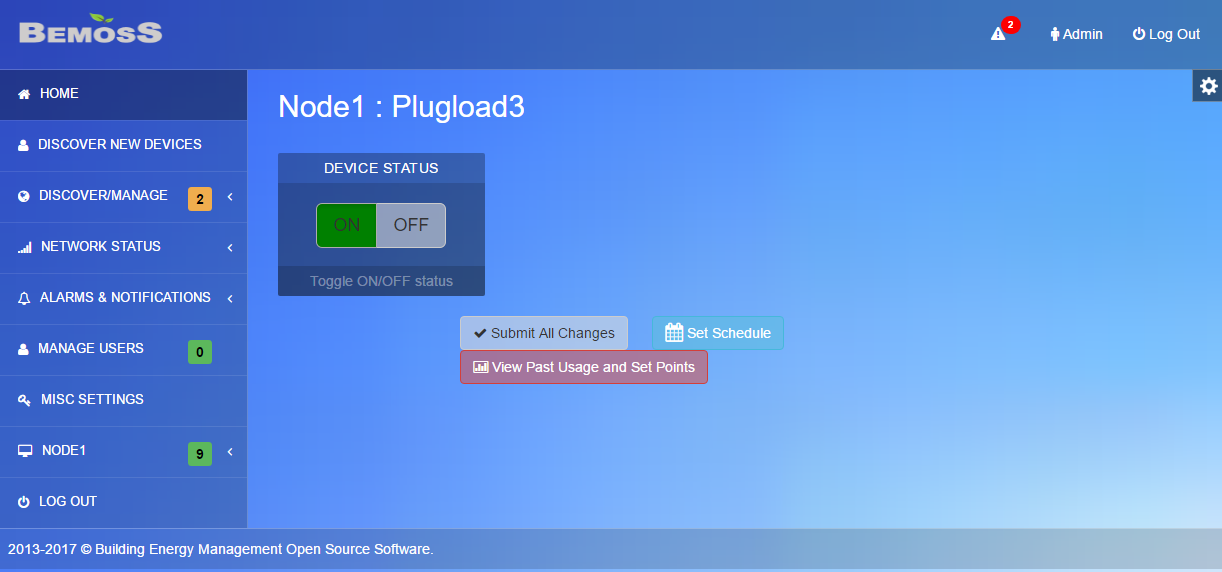 BEMOSS
2
Admin
Log Out
HOME
DISCOVER NEW DEVICES
DISCOVER/MANAGE 2
NETWORK STATUS
ALARMS & NOTIFICATIONS
MANAGE USERS 0
MISC SETTINGS
NODE1 9
LOG OUT
Node1 : Plugload3
DEVICE STATUS
ON OFF
Toggle ON/OFF status
Submit All Changes
Set Schedule
View Past Usage and Set Points
2013-2017 © Building Energy Management Open Source Software.